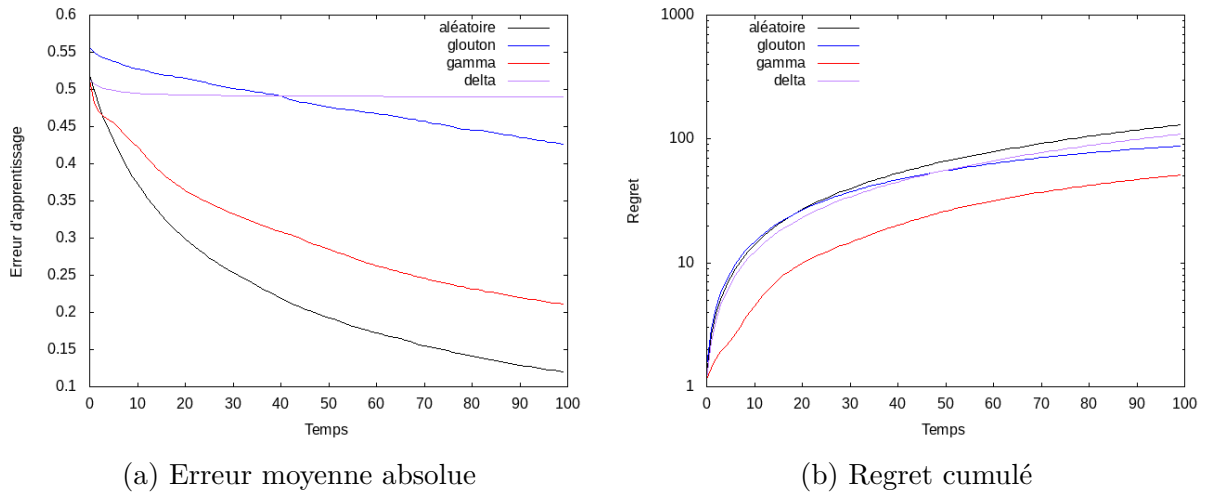 1000
100
10
1
0.6
0.55
0.5
0.45
0.4
0.35
0.3
0.25
0.2
0.15
0.1
Erreur d'apprentissage
aléatoire
glouton
gamma
delta
0 10 20 30 40 50 60 70 80 90 100
Temps
(a) Erreur moyenne absolue
Regret
aléatoire
glouton
gamma
delta
0 10 20 30 40 50 60 70 80 90 100
Temps
(b) Regret cumulé